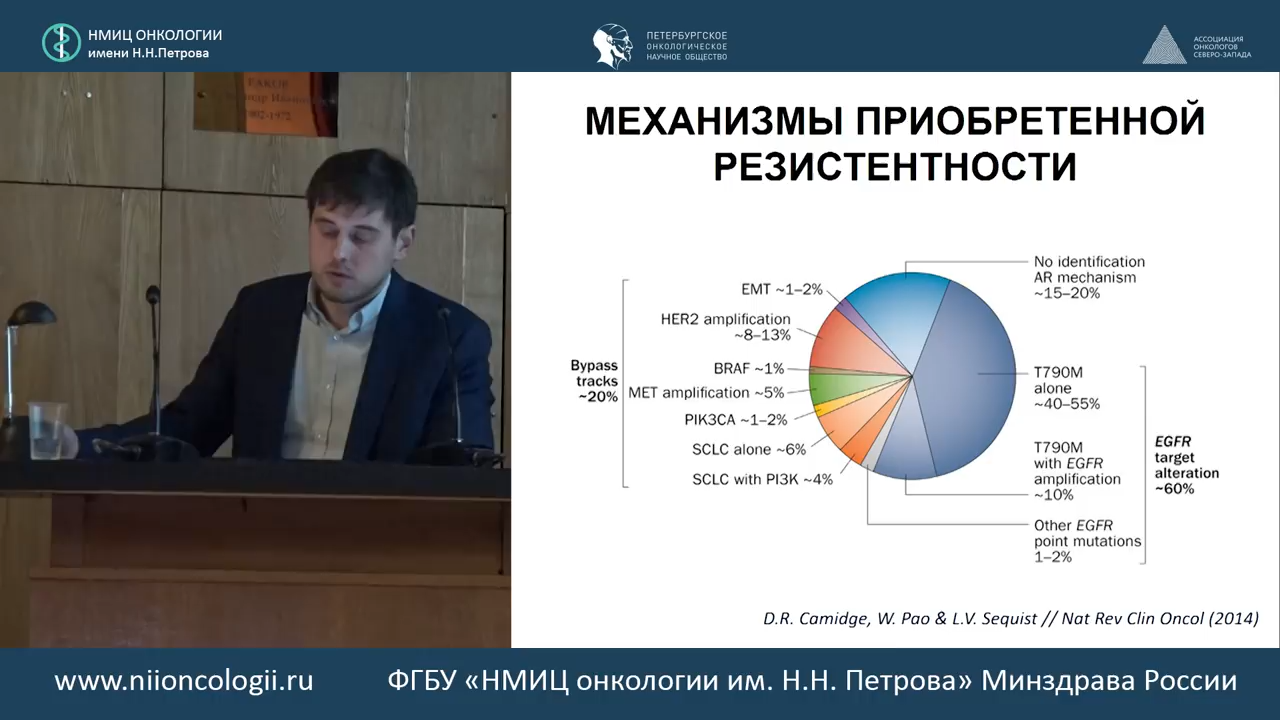 НМИЦ ОНКОЛОГИИ
имени Н.Н.Петрова
ПЕТЕРБУРГСКОЕ
ОНКОЛОГИЧЕСКОЕ
НАУЧНОЕ ОБЩЕСТВО
АССОЦИАЦИЯ
ОНКОЛОГОВ
СЕВЕРО-ЗАПАДА
1902-1972
МЕХАНИЗМЫ ПРИОБРЕТЕННОЙ
РЕЗИСТЕНТНОСТИ
Bypass
tracks
~20%
EMT ~1–2%
HER2 amplification
~8–13%
BRAF ~1%
MET amplification ~5%
PIK3CA ~1–2%
SCLC alone ~6%
SCLC with PI3K ~4%
No identification
AR mechanism
~15–20%
T790M
alone
~40–55%
T790M
with EGFR
amplification
~10%
Other EGFR
point mutations
1–2%
EGFR
target
alteration
~60%
D.R. Camidge, W. Pao & L.V. Sequist // Nat Rev Clin Oncol (2014)
www.niioncologii.ru
ФГБУ «НМИЦ онкологии им. Н.Н. Петрова» Минздрава России